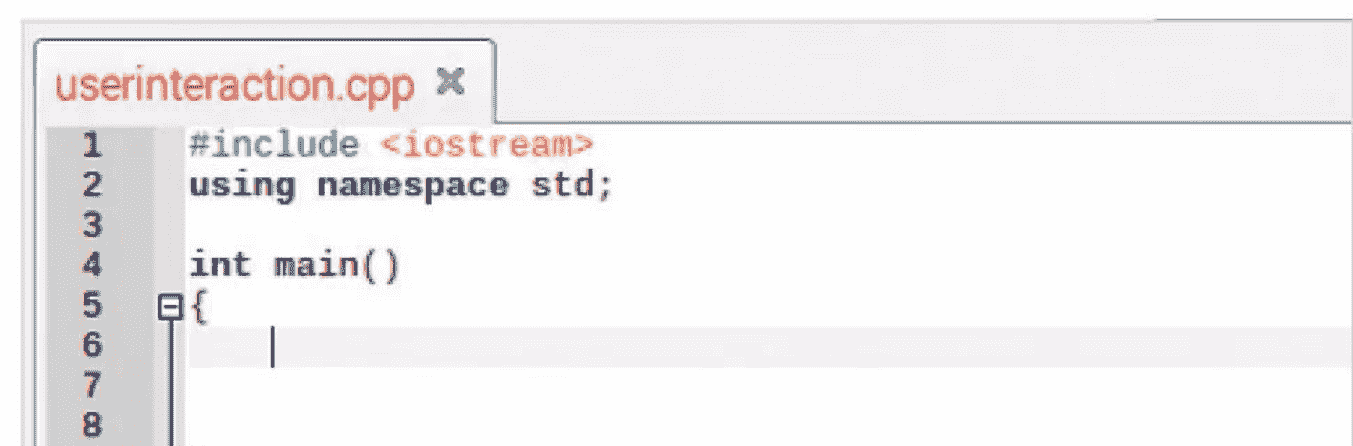 userinteraction.cpp ✖
1 #include <iostream>
2 using namespace std;
3
4 int main()
5 {
6
7
8